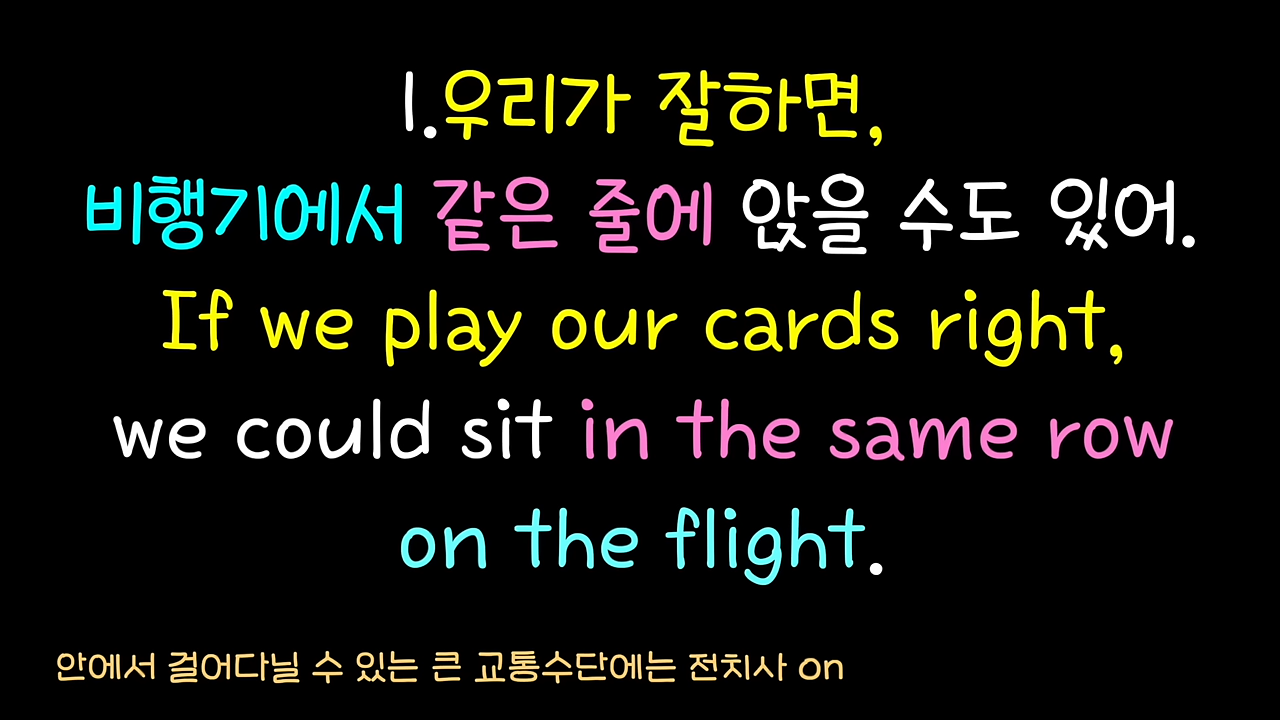 1.우리가 잘하면,
비행기에서 같은 줄에 앉을 수도 있어.
If we play our cards right,
we could sit in the same row
on the flight.
안에서 걸어다닐 수 있는 큰 교통수단에는 전치사 on